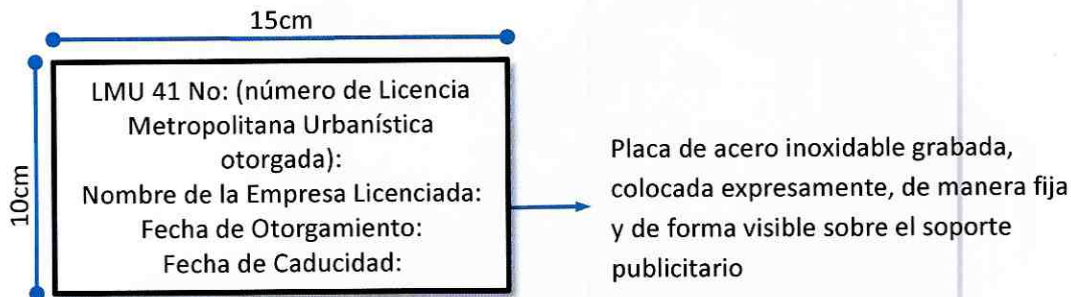 15cm
10cm
LMU 41 No: (número de Licencia
Metropolitana Urbanística
otorgada):
Nombre de la Empresa Licenciada:
Fecha de Otorgamiento:
Fecha de Caducidad:
Placa de acero inoxidable grabada,
colocada expresamente, de manera fija
y de forma visible sobre el soporte
publicitario